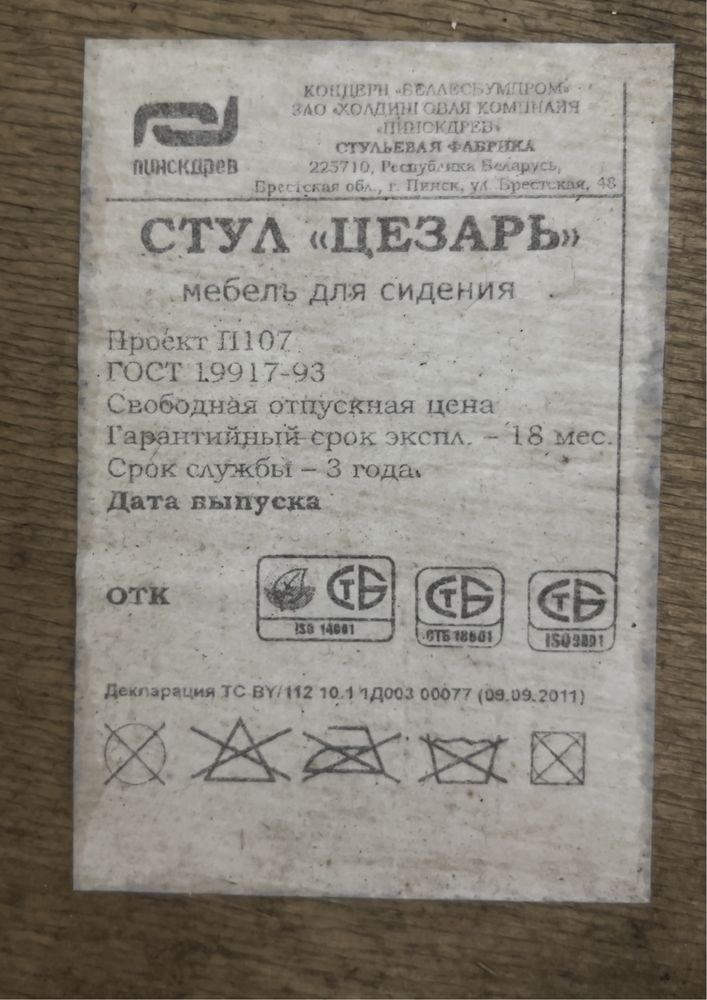 пинскдрев
КОНЦЕРН «БЕЛЛЕСБУМПРОМ»
ЗАО «ХОЛДИНГОВАЯ КОМПАНИЯ
«ПИНСКДРЕВ»
СТУЛЬЕВАЯ ФАБРИКА
225710, Республика Беларусь,
Брестская обл., г. Пинск, ул. Брестская, 48
СТУЛ «ЦЕЗАРЬ»
мебель для сидения
Проект П107
ГОСТ 19917-93
Свободная отпускная цена
Гарантийный срок экспл. – 18 мес.
Срок службы – 3 года.
Дата выпуска
ОТК
СТБ СТБ СТБ
ISO 14001 СТБ 18001 ISO 9001
Декларация ТС BY/112 10.1 1Д003 00077 (09.09.2011)